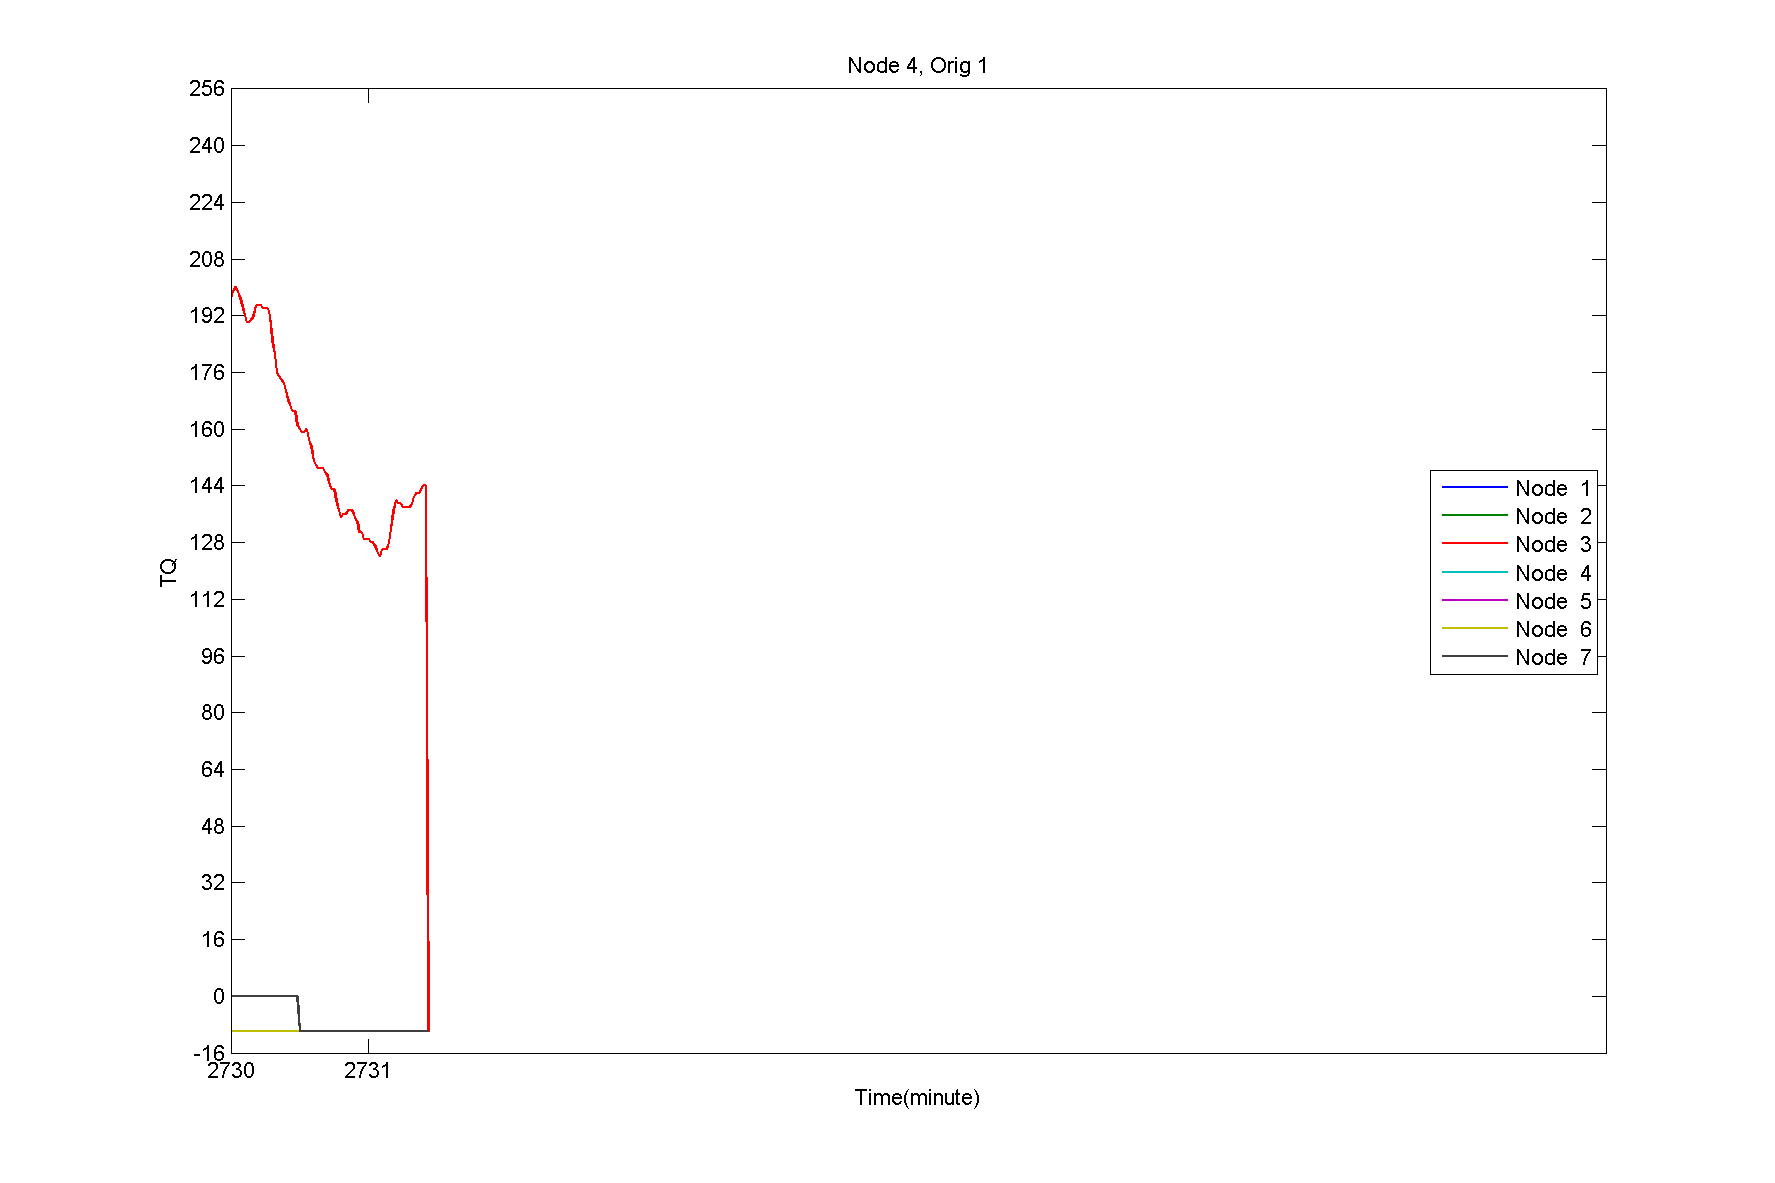 Node 4, Orig 1
256
240
224
208
192
176
160
144
128
112
96
80
64
48
32
16
0
-16
TQ
2730 2731
Time(minute)
Node 1
Node 2
Node 3
Node 4
Node 5
Node 6
Node 7